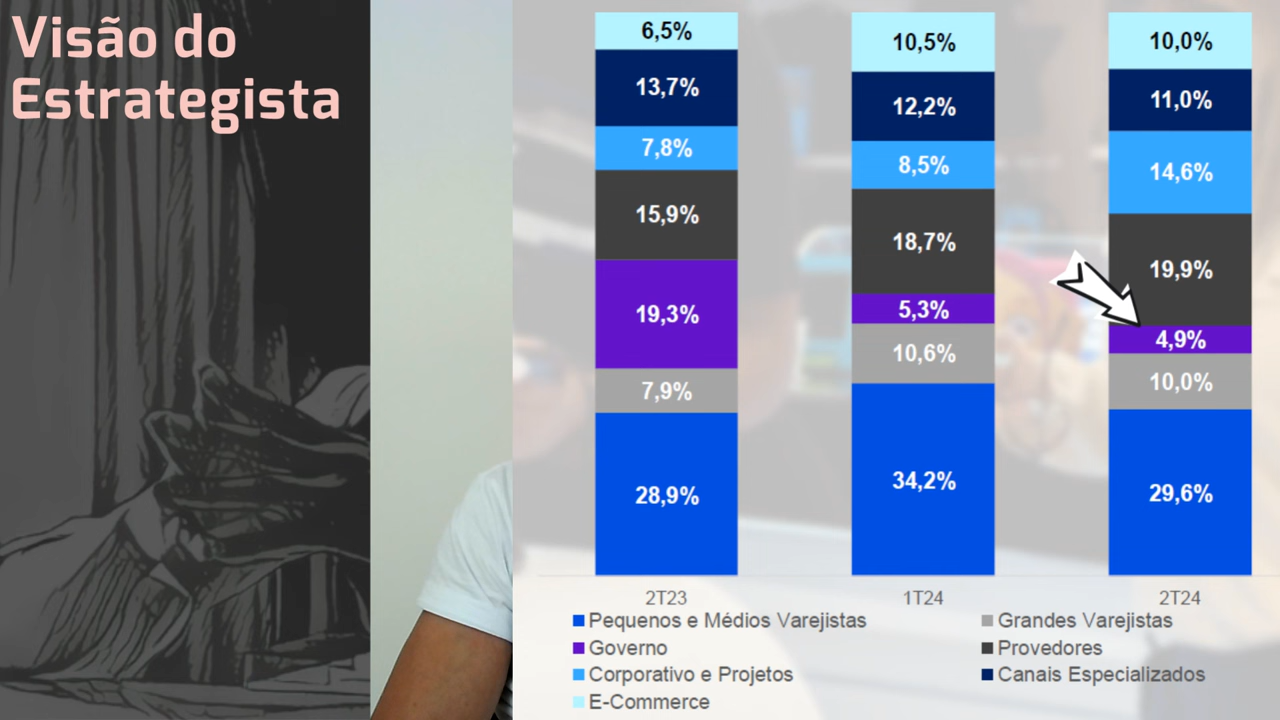 Visão do
Estrategista
6,5%
10,5%
10,0%
13,7%
12,2%
11,0%
7,8%
8,5%
14,6%
15,9%
18,7%
19,9%
19,3%
5,3%
4,9%
7,9%
10,6%
10,0%
28,9%
34,2%
29,6%
2T23
1T24
2T24
Pequenos e Médios Varejistas
Grandes Varejistas
Governo
Provedores
Corporativo e Projetos
Canais Especializados
E-Commerce